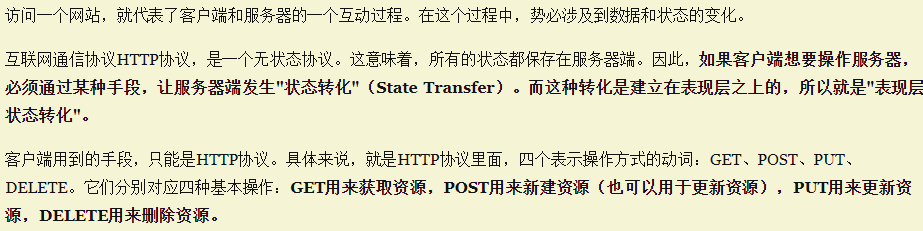 访问一个网站，就代表了客户端和服务器的一个互动过程。在这个过程中，势必涉及到数据和状态的变化。
互联网通信协议HTTP协议，是一个无状态协议。这意味着，所有的状态都保存在服务器端。因此，如果客户端想要操作服务器，
必须通过某种手段，让服务器端发生"状态转化"（State Transfer）。而这种转化是建立在表现层之上的，所以就是"表现层
状态转化"。
客户端用到的手段，只能是HTTP协议。具体来说，就是HTTP协议里面，四个表示操作方式的动词：GET、POST、PUT、
DELETE。它们分别对应四种基本操作：GET用来获取资源，POST用来新建资源（也可以用于更新资源），PUT用来更新资
源，DELETE用来删除资源。